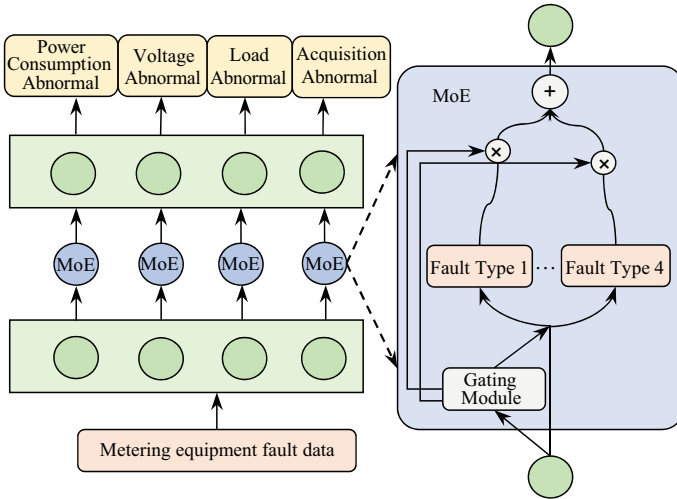 Power
Consumption
Abnormal
Voltage
Abnormal
Load
Abnormal
Acquisition
Abnormal
MoE
MoE
MoE
MoE
Metering equipment fault data
MoE
+
×
×
Fault Type 1
...
Fault Type 4
Gating
Module